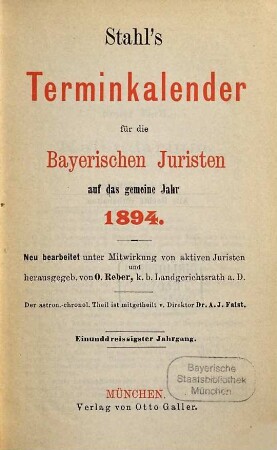 Stahl's
Terminkalender
für die
Bayerischen Juristen
auf das gemeine Jahr
1894.
Neu bearbeitet unter Mitwirkung von aktiven Juristen
und
herausgegeb. von O. Reber, k. b. Landgerichtsrath a. D.
Der astron.-chronol. Theil ist mitgetheilt v. Direktor Dr. A. J. Faist.
Einunddreissigster Jahrgang.
Bayerische
Staatsbibliothek
München
MÜNCHEN.
Verlag von Otto Galler.